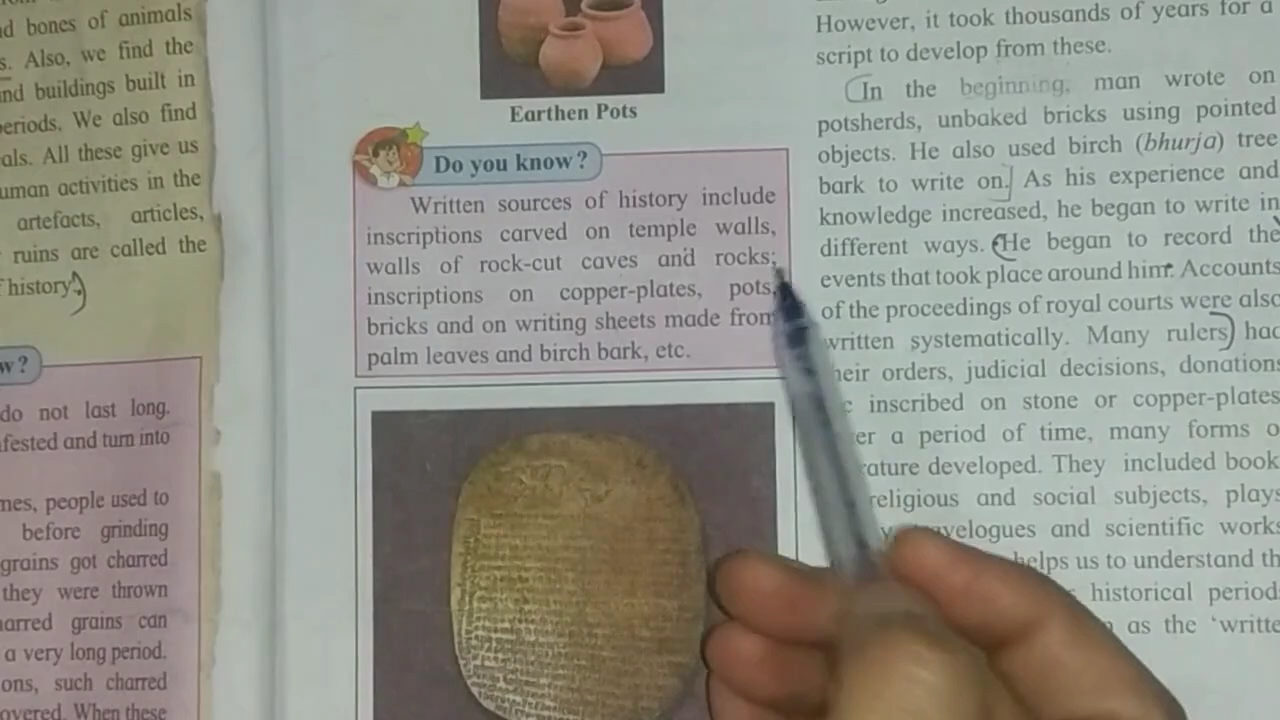 nd bones of animals
s. Also, we find the
nd buildings built in
eriods. We also find
als. All these give us
uman activities in the
artefacts, articles,
ruins are called the
history.
w?
do not last long.
fested and turn into
mes, people used to
before grinding
grains got charred
they were thrown
arred grains can
a very long period.
ons, such charred
overed. When these
Earthen Pots
Do you know?
Written sources of history include
inscriptions carved on temple walls,
walls of rock-cut caves and rocks;
inscriptions on copper-plates, pots,
bricks and on writing sheets made from
palm leaves and birch bark, etc.
However, it took thousands of years for a
script to develop from these.
In the beginning, man wrote on
potsherds, unbaked bricks using pointed
objects. He also used birch (bhurja) tree
bark to write on. As his experience and
knowledge increased, he began to write in
different ways. He began to record the
events that took place around him. Accounts
of the proceedings of royal courts were also
written systematically. Many rulers had
heir orders, judicial decisions, donations
inscribed on stone or copper-plates
er a period of time, many forms o
rature developed. They included book
religious and social subjects, plays
avelogues and scientific works
helps us to understand th
historical period
as the ‘writte